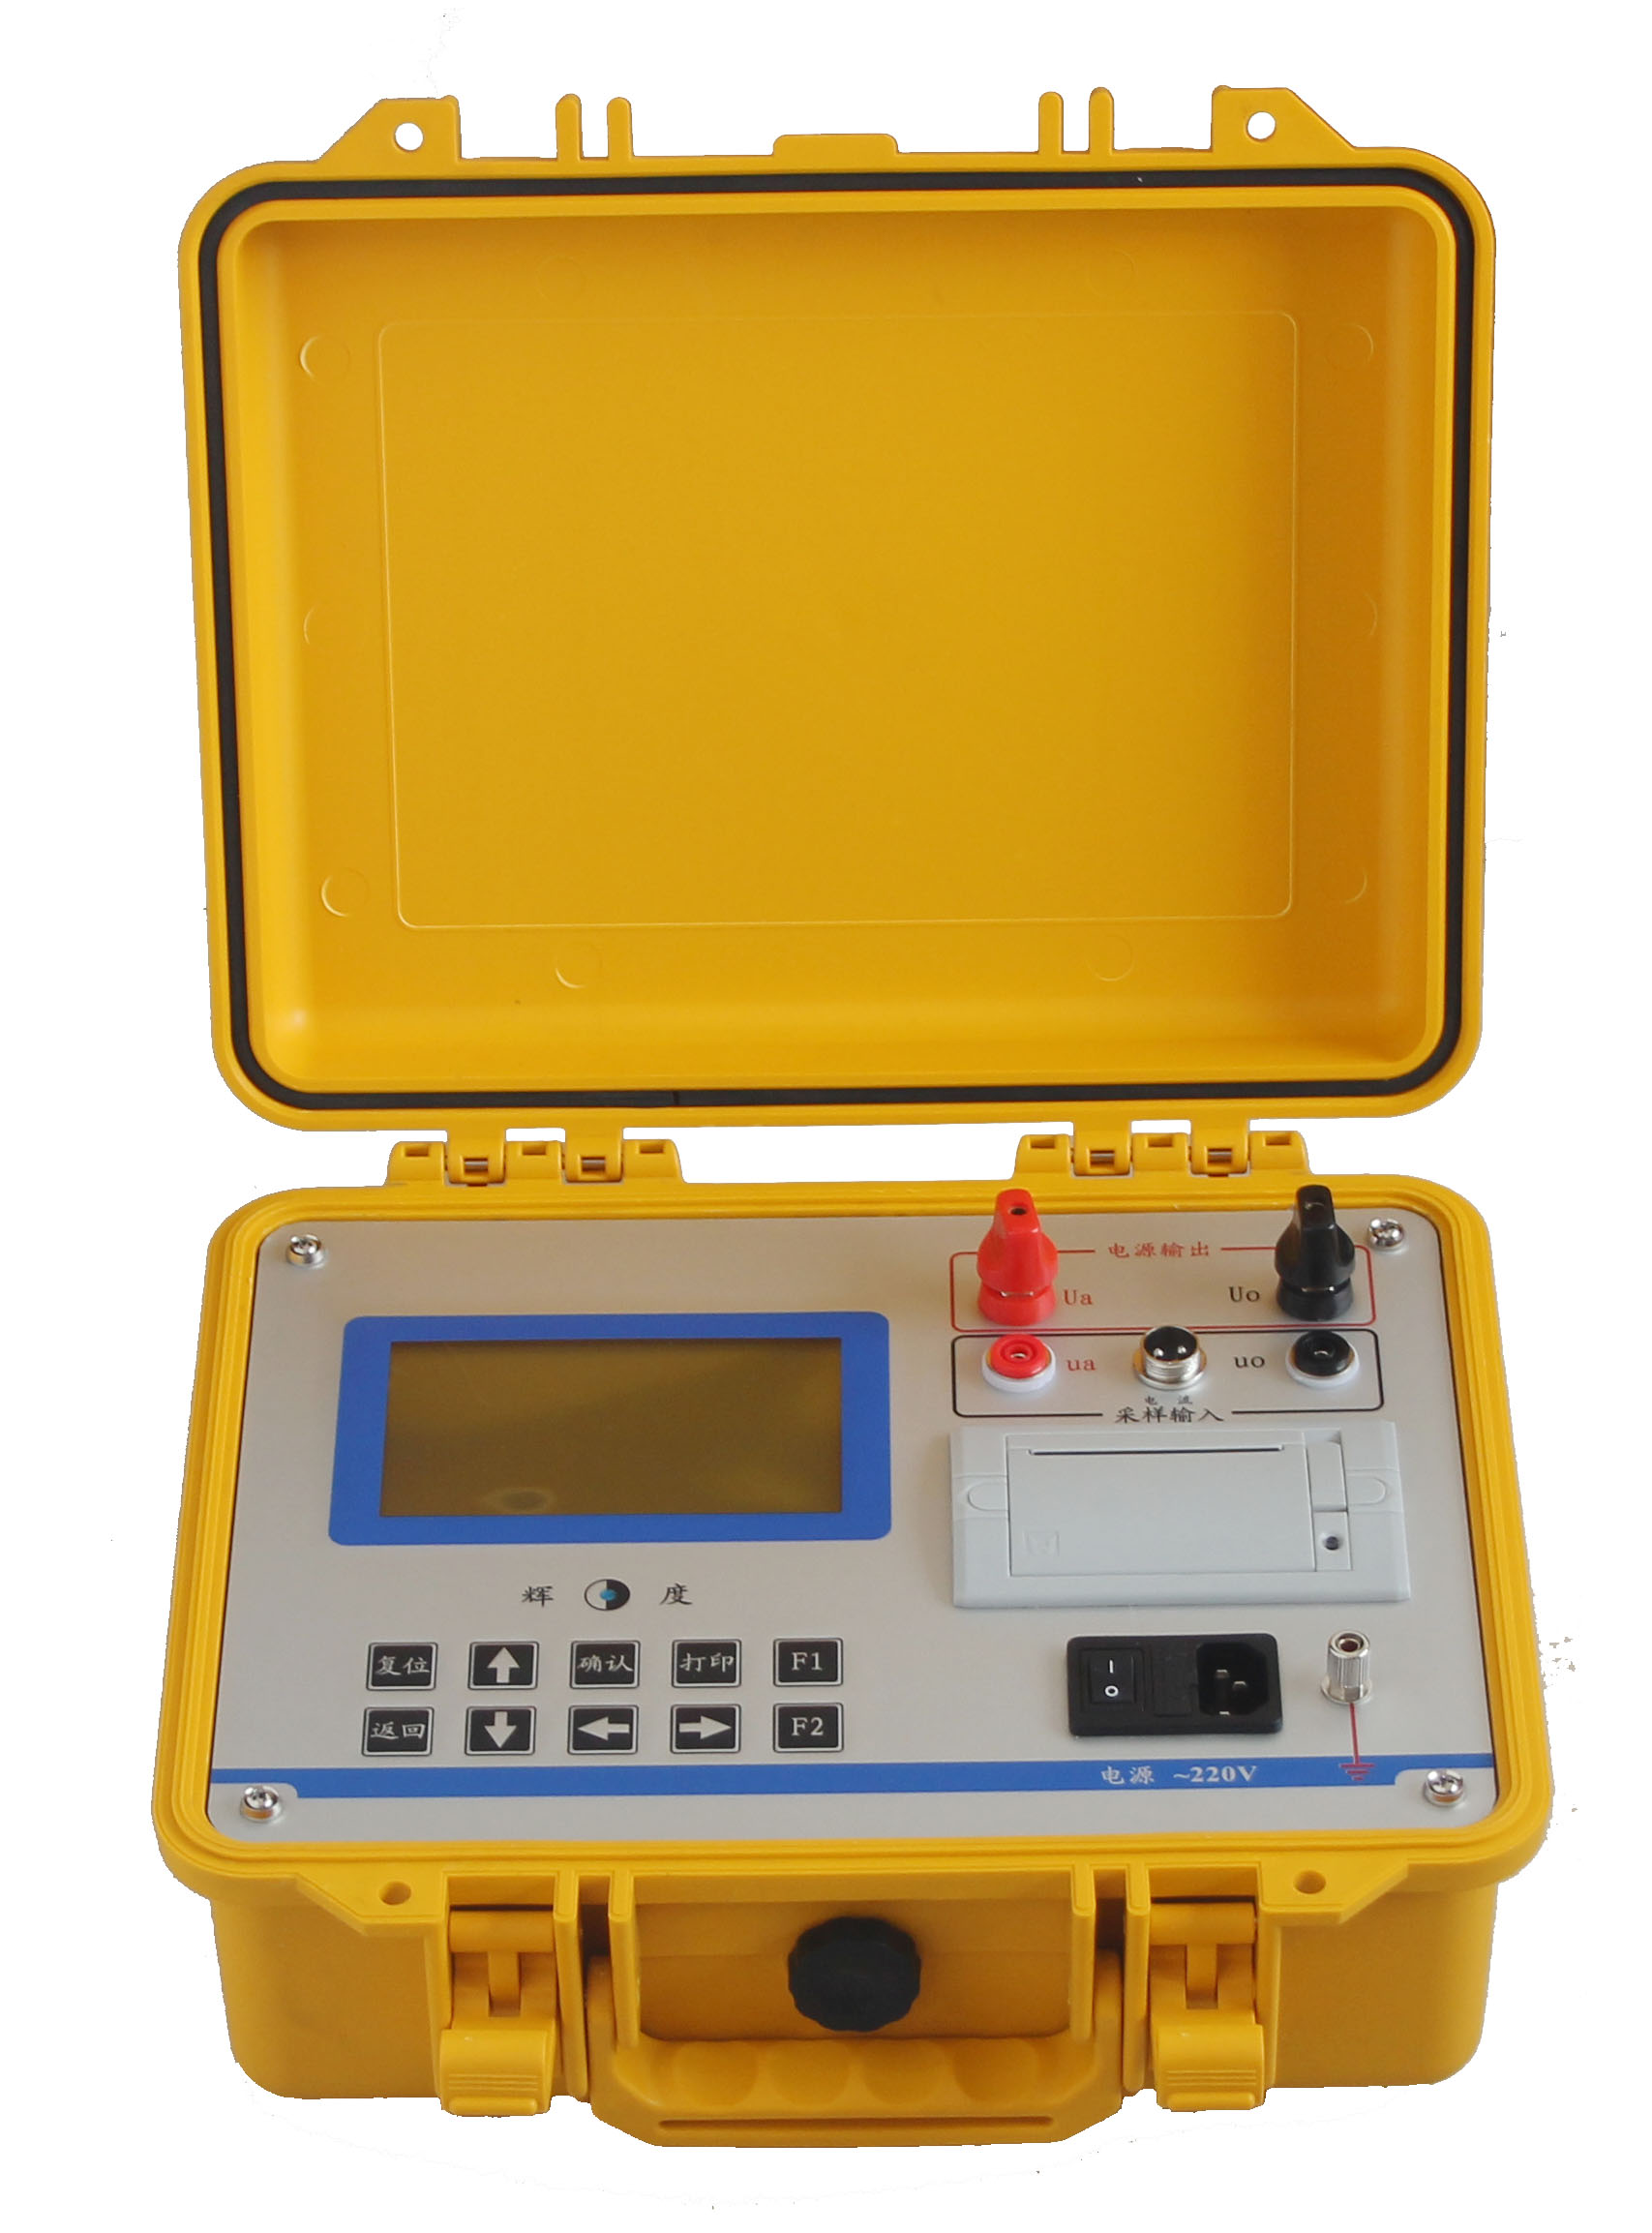 电源输出
Ua Uo
ua uo
电流
采样输入
辉 度
复位 确认 打印 F1
返回 F2
电源 ~220V